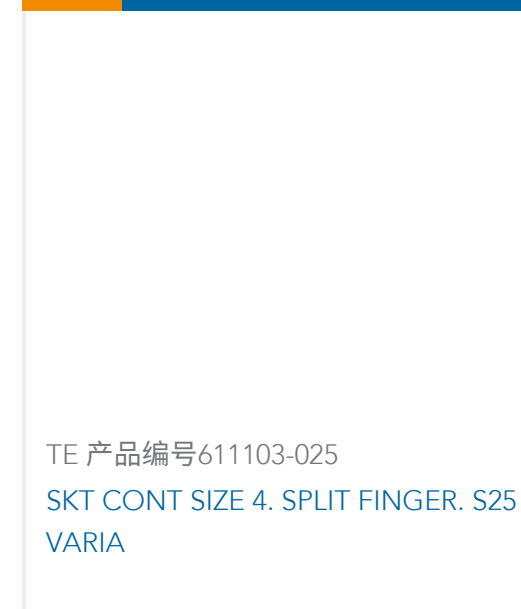 TE 产品编号611103-025
SKT CONT SIZE 4. SPLIT FINGER. S25
VARIA